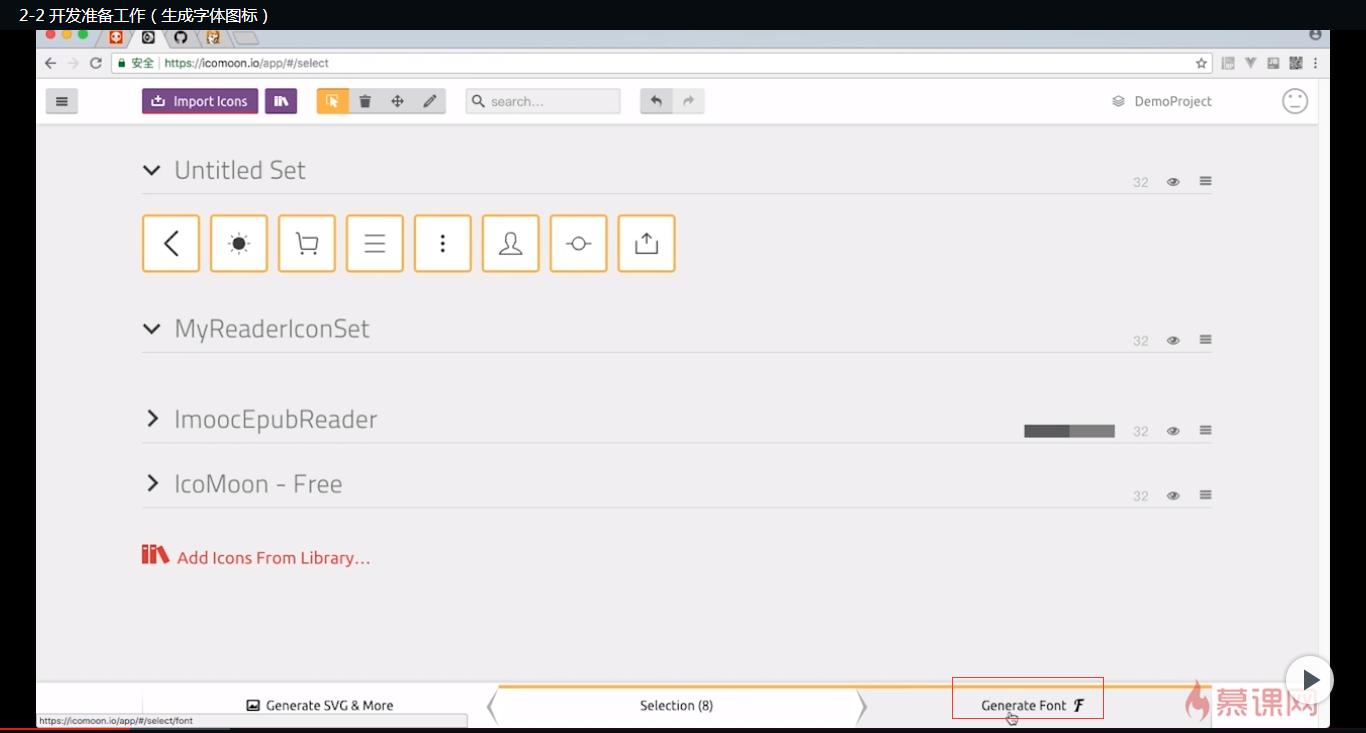 2-2 开发准备工作（生成字体图标）
安全 https://icomoon.io/app/#/select
Import Icons search... DemoProject
Untitled Set 32
MyReaderIconSet 32
ImoocEpubReader 32
IcoMoon - Free 32
Add Icons From Library...
Generate SVG & More Selection (8) Generate Font
https://icomoon.io/app/#/select/font
慕课网